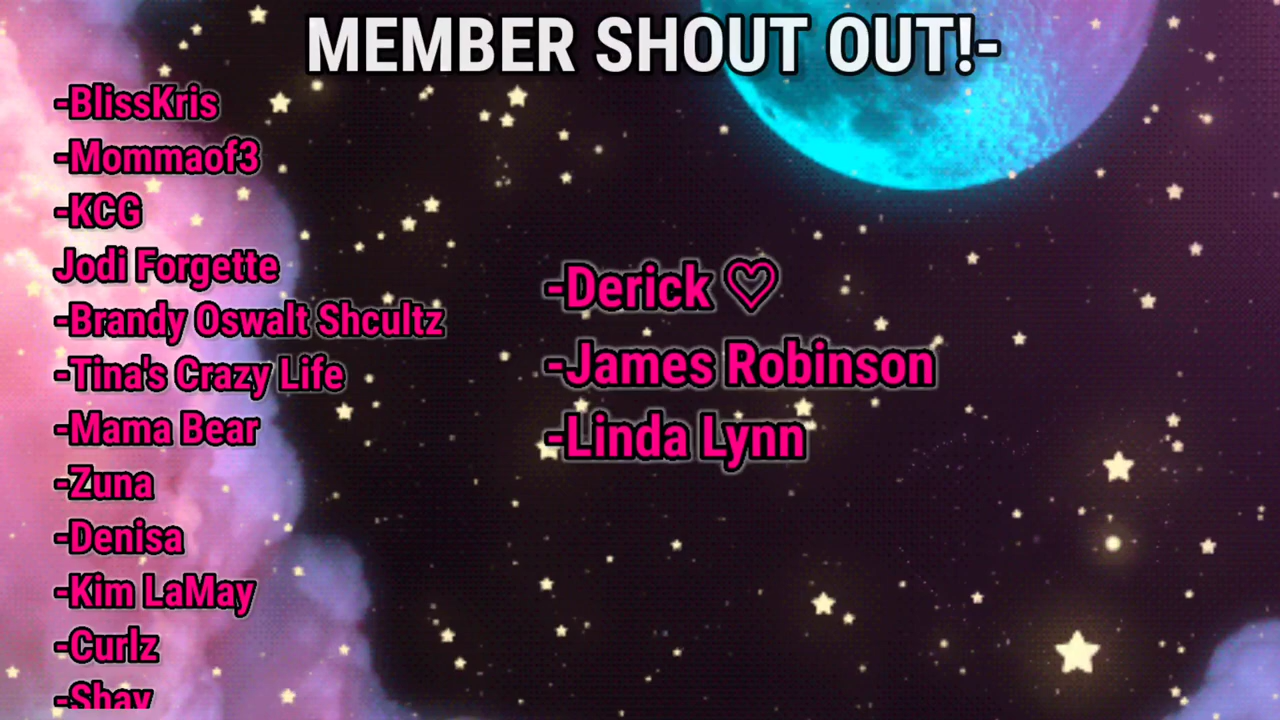 MEMBER SHOUT OUT!-
-BlissKris
-Mommaof3
-KCG
Jodi Forgette
-Brandy Oswalt Shcultz
-Tina's Crazy Life
-Mama Bear
-Zuna
-Denisa
-Kim LaMay
-Curlz
-Shay
-Derick ♡
-James Robinson
-Linda Lynn